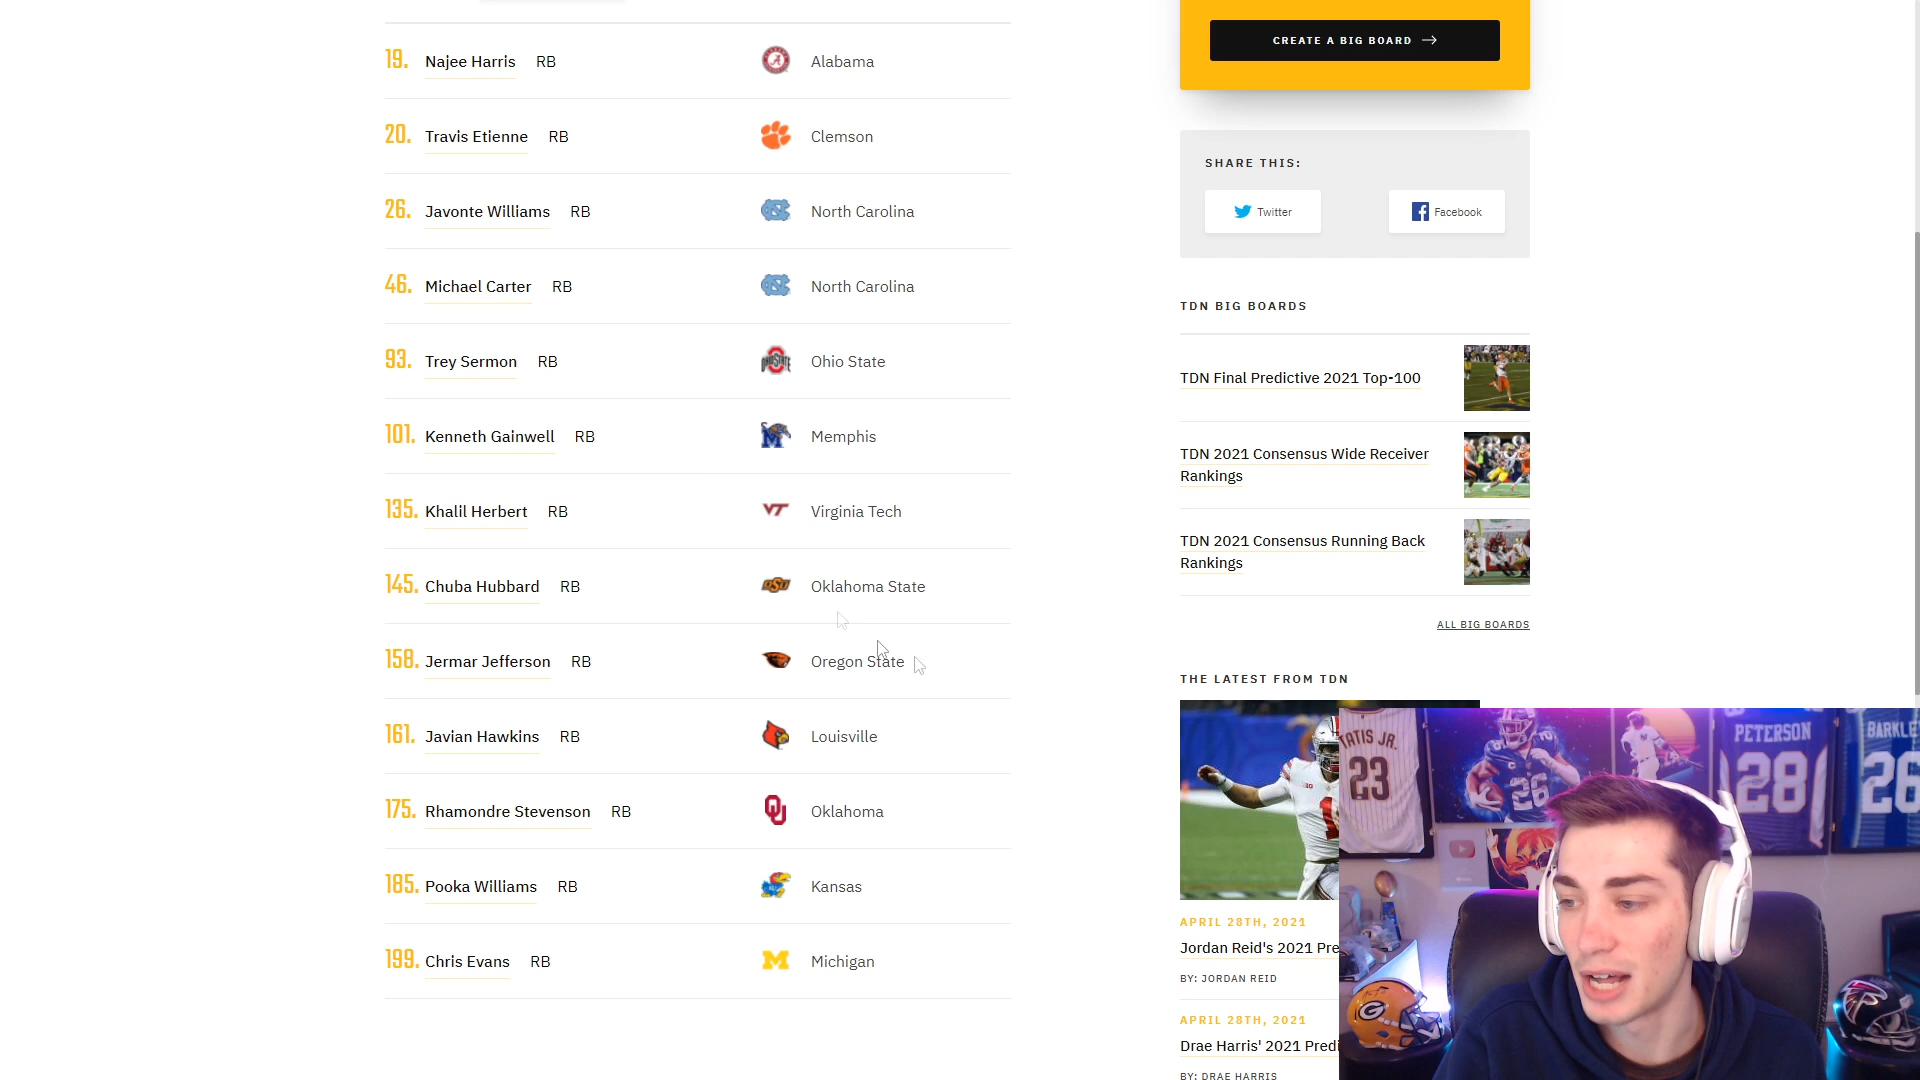 CREATE A BIG BOARD
19. Najee Harris RB Alabama
20. Travis Etienne RB Clemson
26. Javonte Williams RB North Carolina
46. Michael Carter RB North Carolina
93. Trey Sermon RB Ohio State
101. Kenneth Gainwell RB Memphis
135. Khalil Herbert RB Virginia Tech
145. Chuba Hubbard RB Oklahoma State
158. Jermar Jefferson RB Oregon State
161. Javian Hawkins RB Louisville
175. Rhamondre Stevenson RB Oklahoma
185. Pooka Williams RB Kansas
199. Chris Evans RB Michigan
SHARE THIS:
Twitter Facebook
TDN BIG BOARDS
TDN Final Predictive 2021 Top-100
TDN 2021 Consensus Wide Receiver
Rankings
TDN 2021 Consensus Running Back
Rankings
ALL BIG BOARDS
THE LATEST FROM TDN
APRIL 28TH, 2021
Jordan Reid's 2021 Pre
BY: JORDAN REID
APRIL 28TH, 2021
Drae Harris' 2021 Predi
BY: DRAE HARRIS
TATIS JR.
23
26
PETERSON
28
BARKLE
26